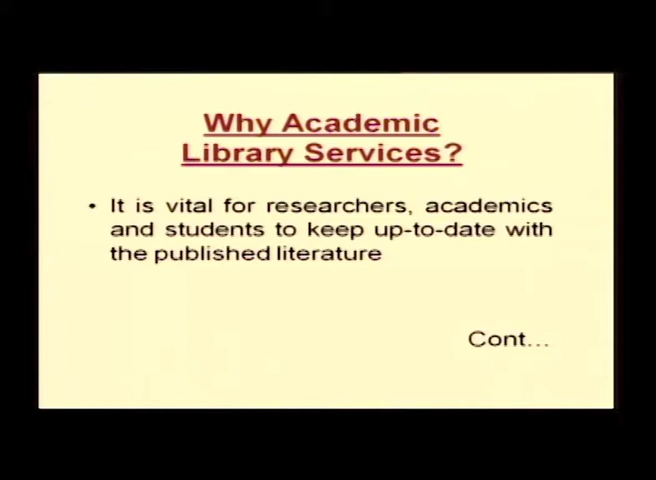 Why Academic
Library Services?
• It is vital for researchers, academics
and students to keep up-to-date with
the published literature
Cont...